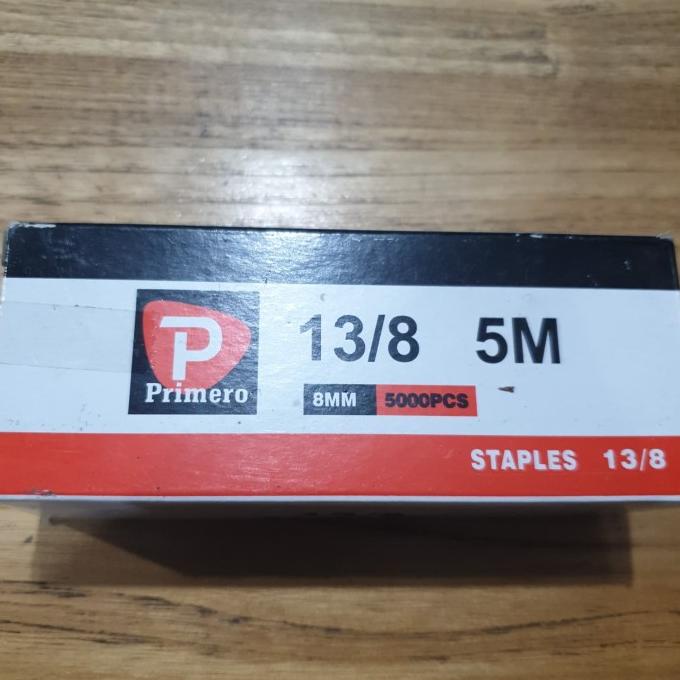 P
Primero
13/8 5M
8MM 5000PCS
STAPLES 13/8